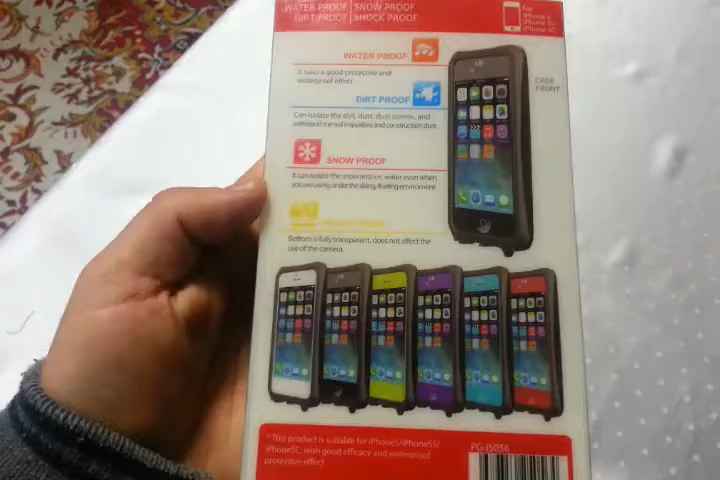 WATER PROOF | SNOW PROOF
DIRT PROOF | SHOCK PROOF
For
iPhone 5
iPhone 5S
iPhone 5C
WATER PROOF
It have a good protective and
waterproof effect
CASE
FRONT
DIRT PROOF
Can isolate the dirt, dust, dust storms, and
withstand the soil impurities and construction dust
SNOW PROOF
It can isolate the snow and ice, water even when
you are using under the skiing, floating environment
Bottom is fully transparent, does not affect the
use of the camera.
* This product is suitable for iPhone5/iPhone5S/
iPhone5C, with good efficacy and waterproof
protective effect
PG-I5056